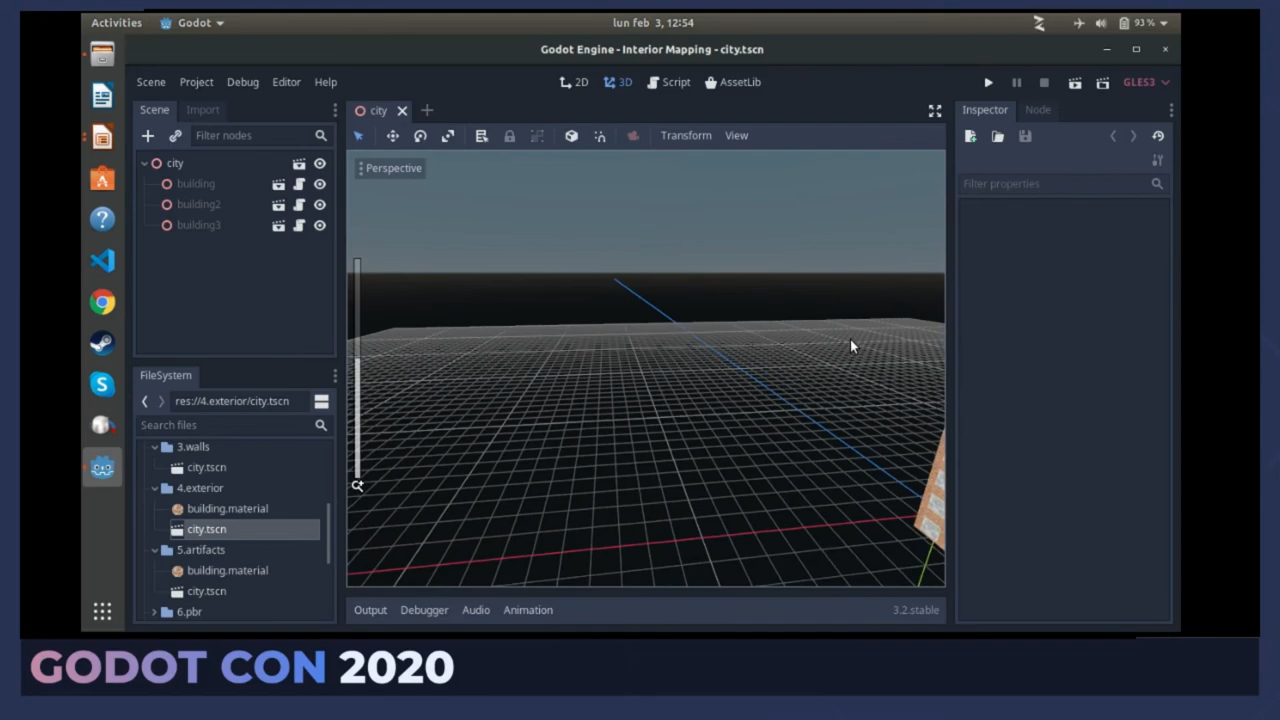 Activities
Godot
lun feb 3, 12:54
93 %
Godot Engine - Interior Mapping - city.tscn
Scene
Project
Debug
Editor
Help
2D
3D
Script
AssetLib
GLES3
Scene
Import
Filter nodes
city
building
building2
building3
FileSystem
res://4.exterior/city.tscn
Search files
3.walls
city.tscn
4.exterior
building.material
city.tscn
5.artifacts
building.material
city.tscn
6.pbr
city
Transform
View
Perspective
Output
Debugger
Audio
Animation
3.2.stable
Inspector
Node
Filter properties
GODOT CON 2020